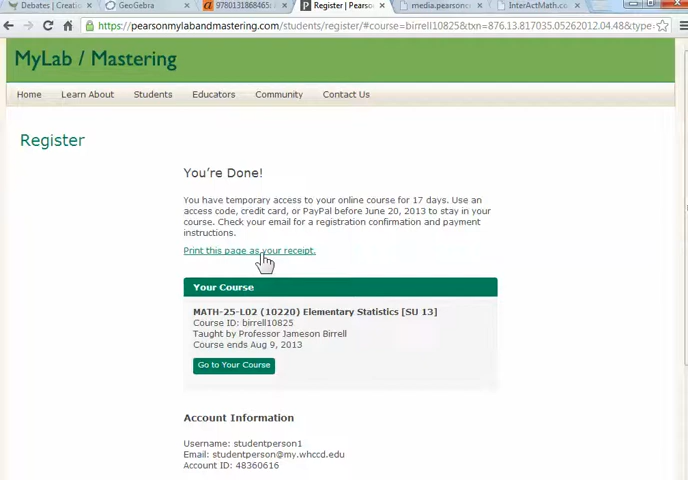 Debates | Creatio
GeoGebra
9780131868465:
Register | Pearso
media.pearsoncm
InterActMath.co
https://pearsonmylabandmastering.com/students/register/#course=birrell10825&txn=876.13.817035.05262012.04.48&type=
MyLab / Mastering
Home
Learn About
Students
Educators
Community
Contact Us
Register
You're Done!
You have temporary access to your online course for 17 days. Use an
access code, credit card, or PayPal before June 20, 2013 to stay in your
course. Check your email for a registration confirmation and payment
instructions.
Print this page as your receipt.
Your Course
MATH-25-L02 (10220) Elementary Statistics [SU 13]
Course ID: birrell10825
Taught by Professor Jameson Birrell
Course ends Aug 9, 2013
Go to Your Course
Account Information
Username: studentperson1
Email: studentperson@my.whccd.edu
Account ID: 48360616